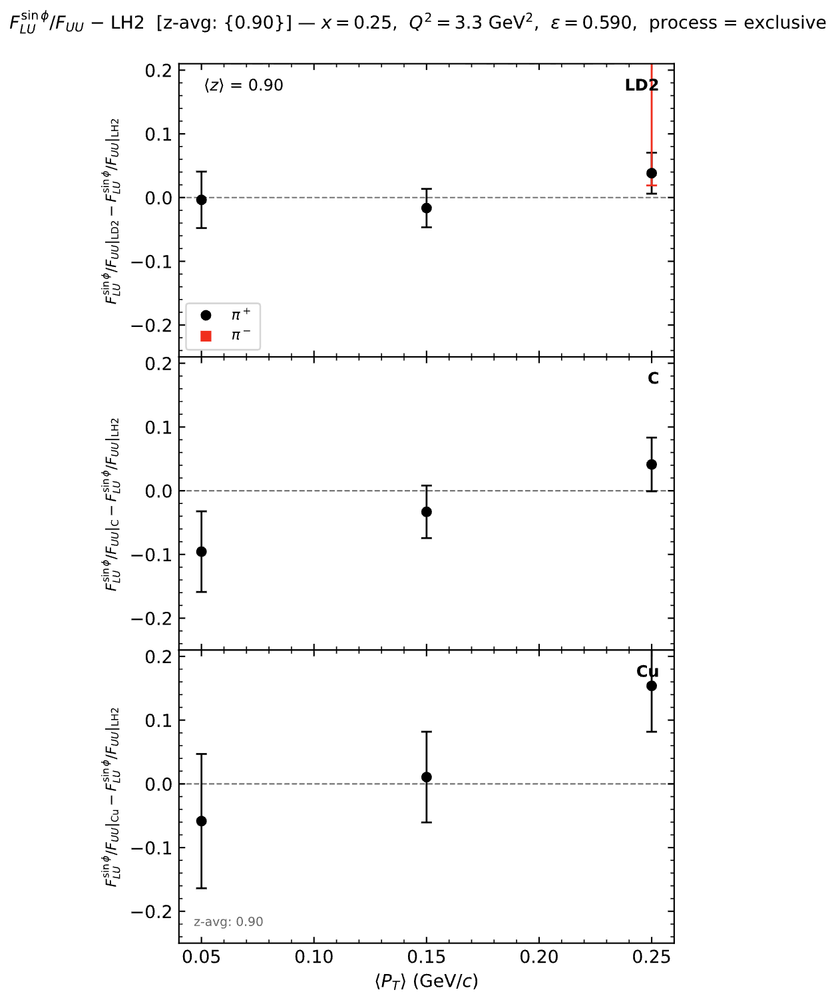 F_{LU}^{sin ϕ}/F_{UU} − LH2 [z-avg: {0.90}] — x = 0.25, Q² = 3.3 GeV², ε = 0.590, process = exclusive
⟨z⟩ = 0.90
LD2
F_{LU}^{sin ϕ}/F_{UU}|_{LD2} − F_{LU}^{sin ϕ}/F_{UU}|_{LH2}
0.2
0.1
0.0
−0.1
−0.2
π⁺
π⁻
C
F_{LU}^{sin ϕ}/F_{UU}|_{C} − F_{LU}^{sin ϕ}/F_{UU}|_{LH2}
0.2
0.1
0.0
−0.1
−0.2
Cu
F_{LU}^{sin ϕ}/F_{UU}|_{Cu} − F_{LU}^{sin ϕ}/F_{UU}|_{LH2}
0.2
0.1
0.0
−0.1
−0.2
z-avg: 0.90
0.05 0.10 0.15 0.20 0.25
⟨P_T⟩ (GeV/c)